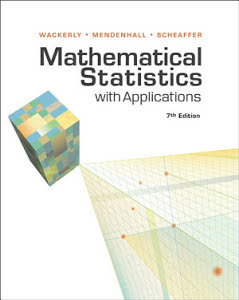 WACKERLY • MENDENHALL • SCHEAFFER
Mathematical
Statistics
with Applications
7th Edition